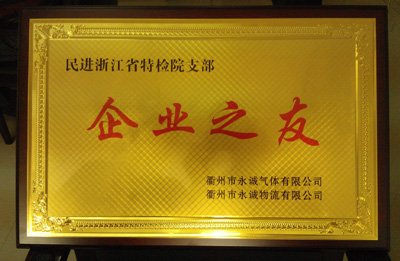 民进浙江省特检院支部
企业之友
衢州市永诚气体有限公司
衢州市永诚物流有限公司